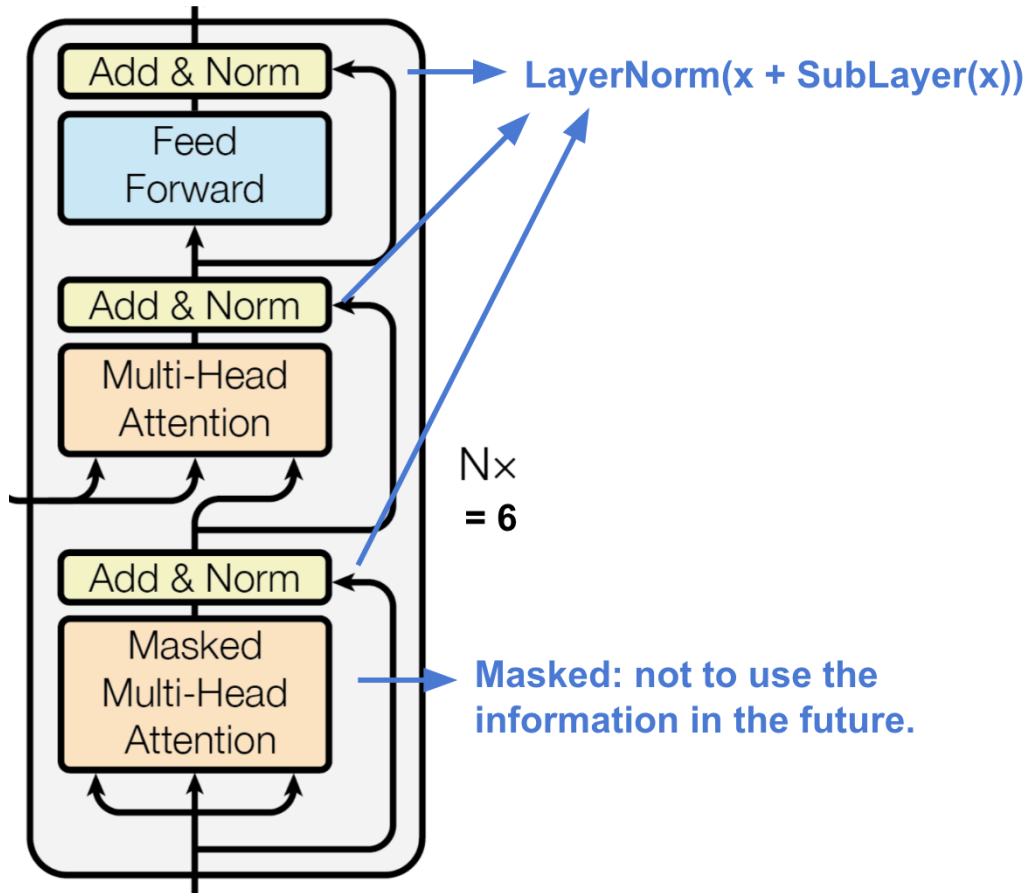 Add & Norm
LayerNorm(x + SubLayer(x))
Feed
Forward
Add & Norm
Multi-Head
Attention
N×
= 6
Add & Norm
Masked
Multi-Head
Attention
Masked: not to use the
information in the future.